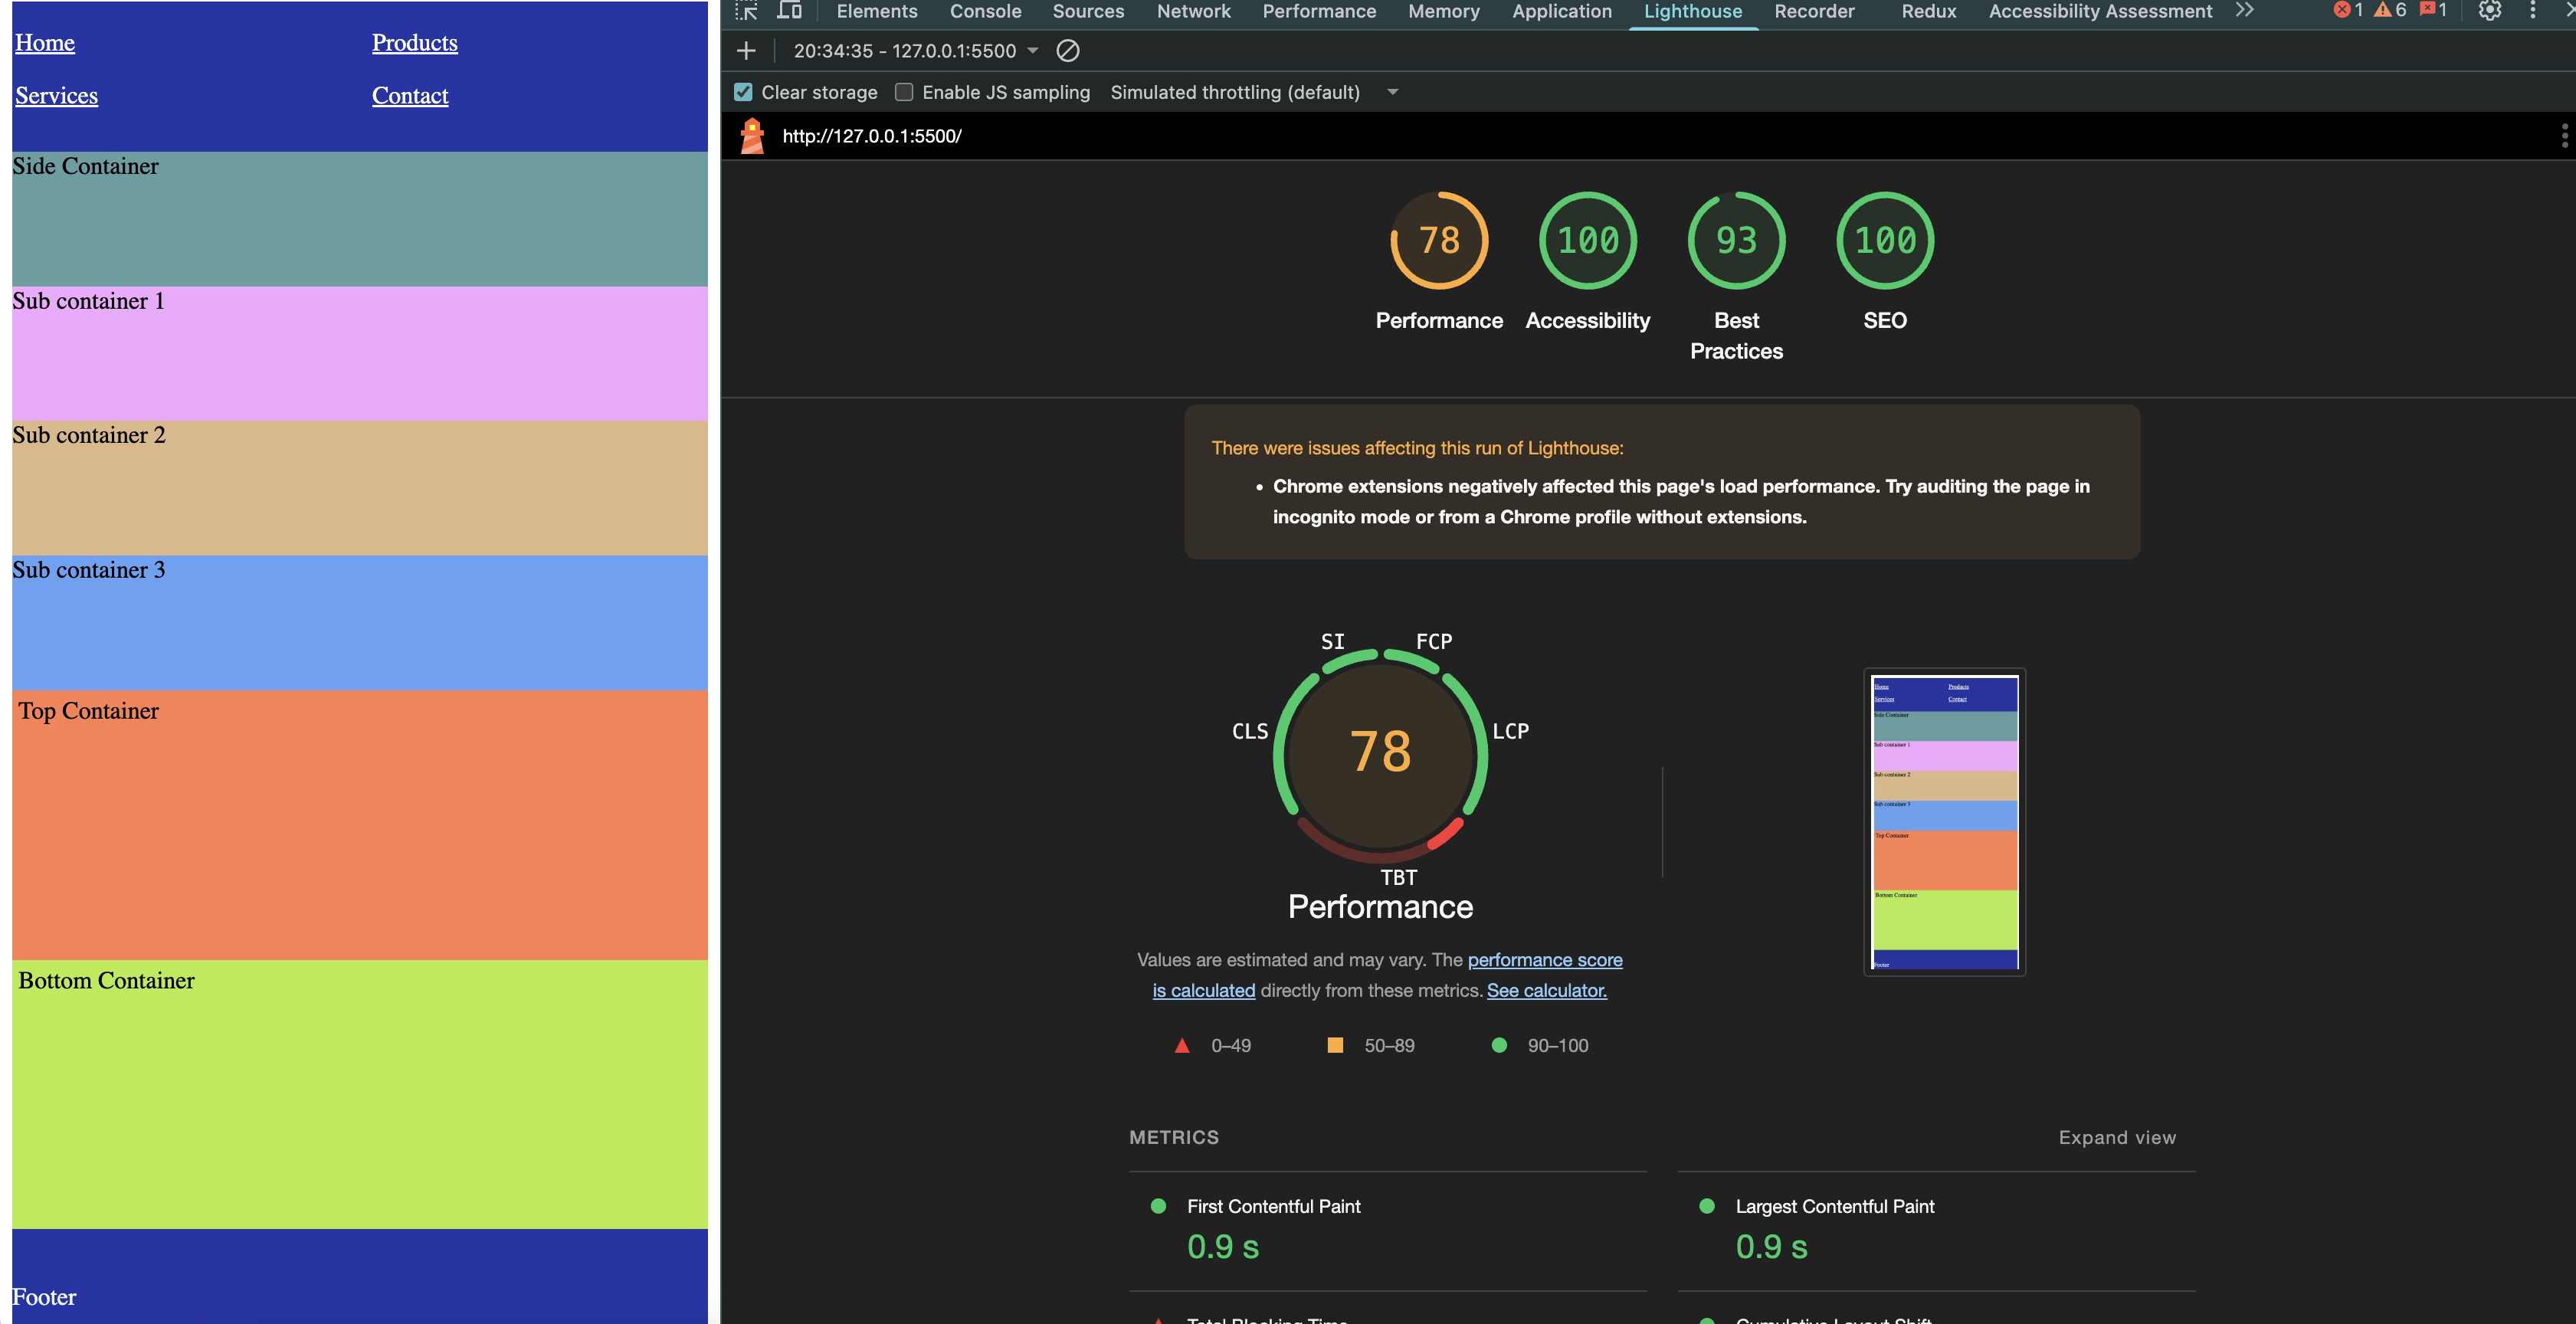 Home Products
Services Contact
Side Container
Sub container 1
Sub container 2
Sub container 3
Top Container
Bottom Container
Footer
Elements Console Sources Network Performance Memory Application Lighthouse Recorder Redux Accessibility Assessment 1 6 1
20:34:35 - 127.0.0.1:5500
Clear storage Enable JS sampling Simulated throttling (default)
http://127.0.0.1:5500/
78 100 93 100
Performance Accessibility Best Practices SEO
There were issues affecting this run of Lighthouse:
• Chrome extensions negatively affected this page's load performance. Try auditing the page in
incognito mode or from a Chrome profile without extensions.
SI FCP
CLS LCP
78
TBT
Performance
Values are estimated and may vary. The performance score
is calculated directly from these metrics. See calculator.
0–49 50–89 90–100
Home Products
Services Contact
Side Container
Sub container 1
Sub container 2
Sub container 3
Top Container
Bottom Container
Footer
METRICS Expand view
First Contentful Paint Largest Contentful Paint
0.9 s 0.9 s
Total Blocking Time Cumulative Layout Shift